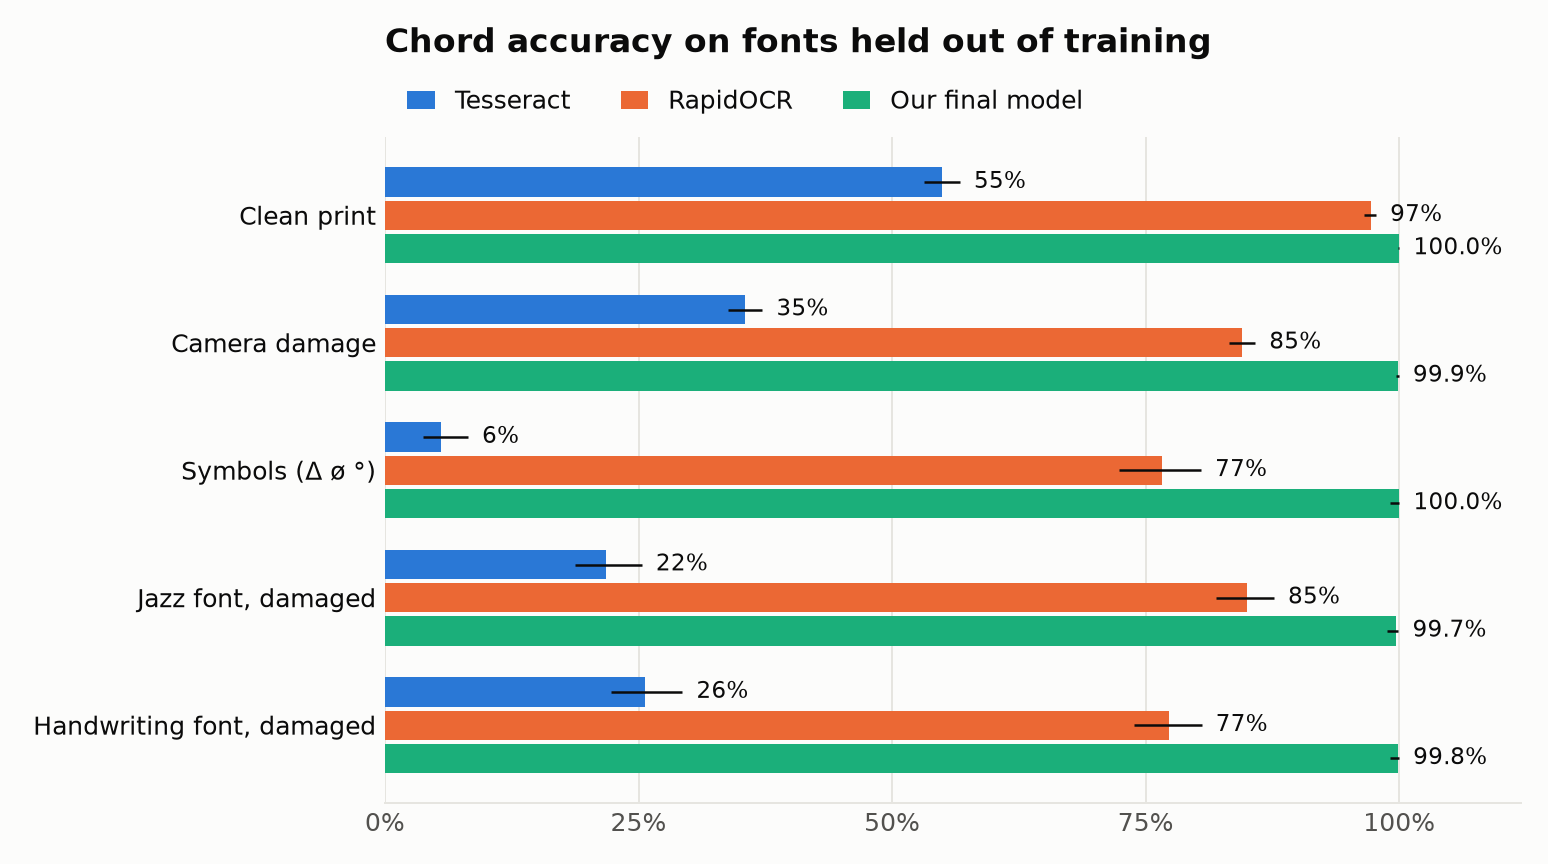 Chord accuracy on fonts held out of training
Tesseract RapidOCR Our final model
Clean print
55%
97%
100.0%
Camera damage
35%
85%
99.9%
Symbols (Δ ø °)
6%
77%
100.0%
Jazz font, damaged
22%
85%
99.7%
Handwriting font, damaged
26%
77%
99.8%
0% 25% 50% 75% 100%